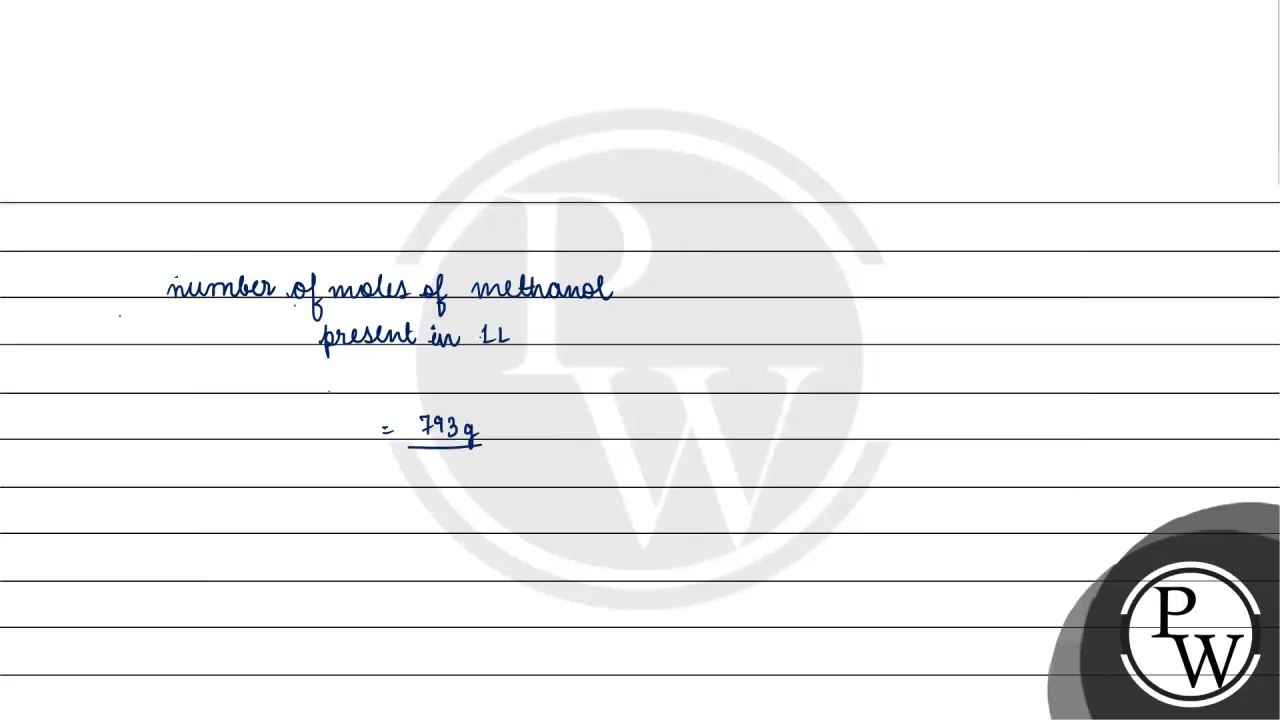 number of moles of methanol
present in 1L
= 793g
P
W
P
W